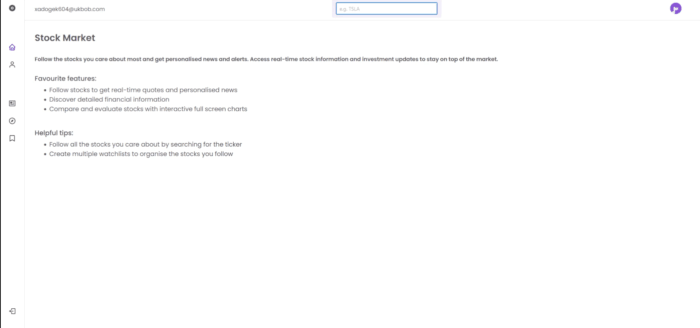 xadogek604@ukbob.com
e.g. TSLA
Stock Market
Follow the stocks you care about most and get personalised news and alerts. Access real-time stock information and investment updates to stay on top of the market.
Favourite features:
• Follow stocks to get real-time quotes and personalised news
• Discover detailed financial information
• Compare and evaluate stocks with interactive full screen charts
Helpful tips:
• Follow all the stocks you care about by searching for the ticker
• Create multiple watchlists to organise the stocks you follow